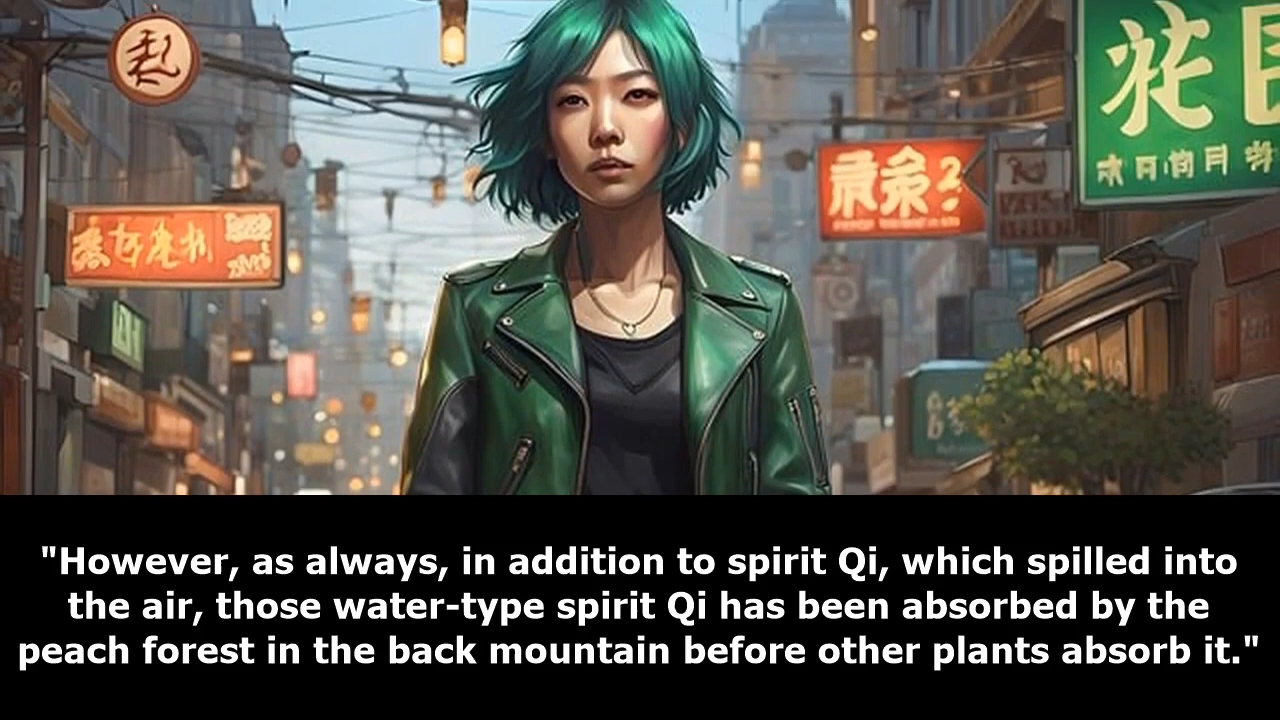 "However, as always, in addition to spirit Qi, which spilled into
the air, those water-type spirit Qi has been absorbed by the
peach forest in the back mountain before other plants absorb it."